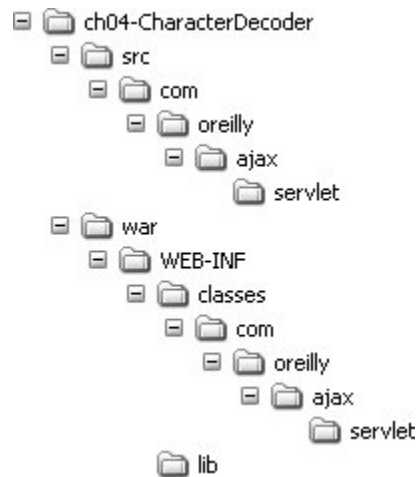 ch04-CharacterDecoder
src
com
oreilly
ajax
servlet
war
WEB-INF
classes
com
oreilly
ajax
servlet
lib